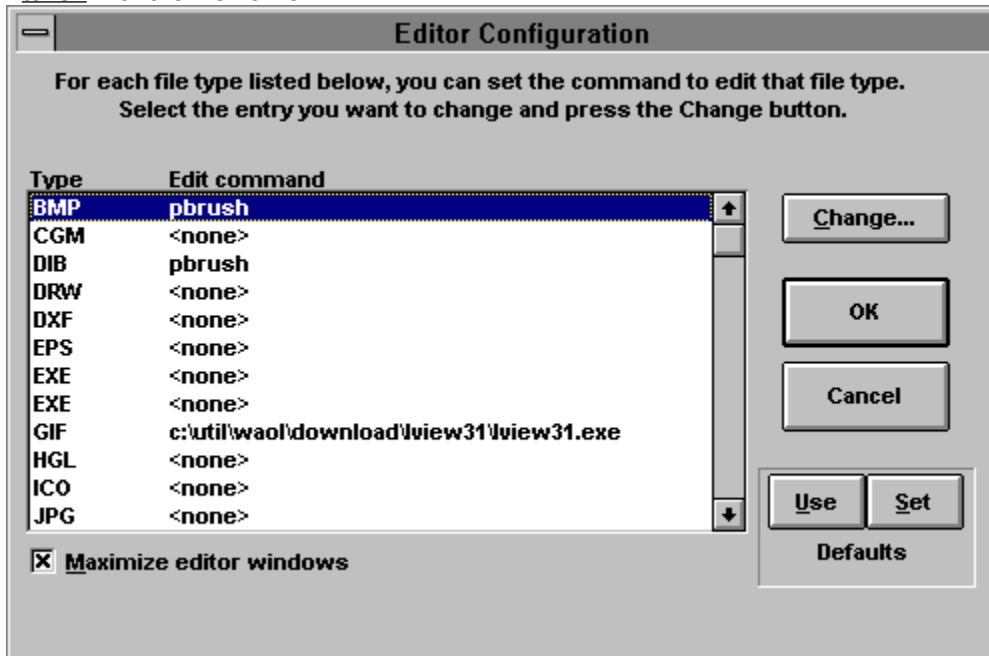 Editor Configuration
For each file type listed below, you can set the command to edit that file type.
Select the entry you want to change and press the Change button.
Type Edit command
BMP pbrush
CGM <none>
DIB pbrush
DRW <none>
DXF <none>
EPS <none>
EXE <none>
EXE <none>
GIF c:\util\waol\download\lview31\lview31.exe
HGL <none>
ICO <none>
JPG <none>
Maximize editor windows
Change...
OK
Cancel
Use Set
Defaults